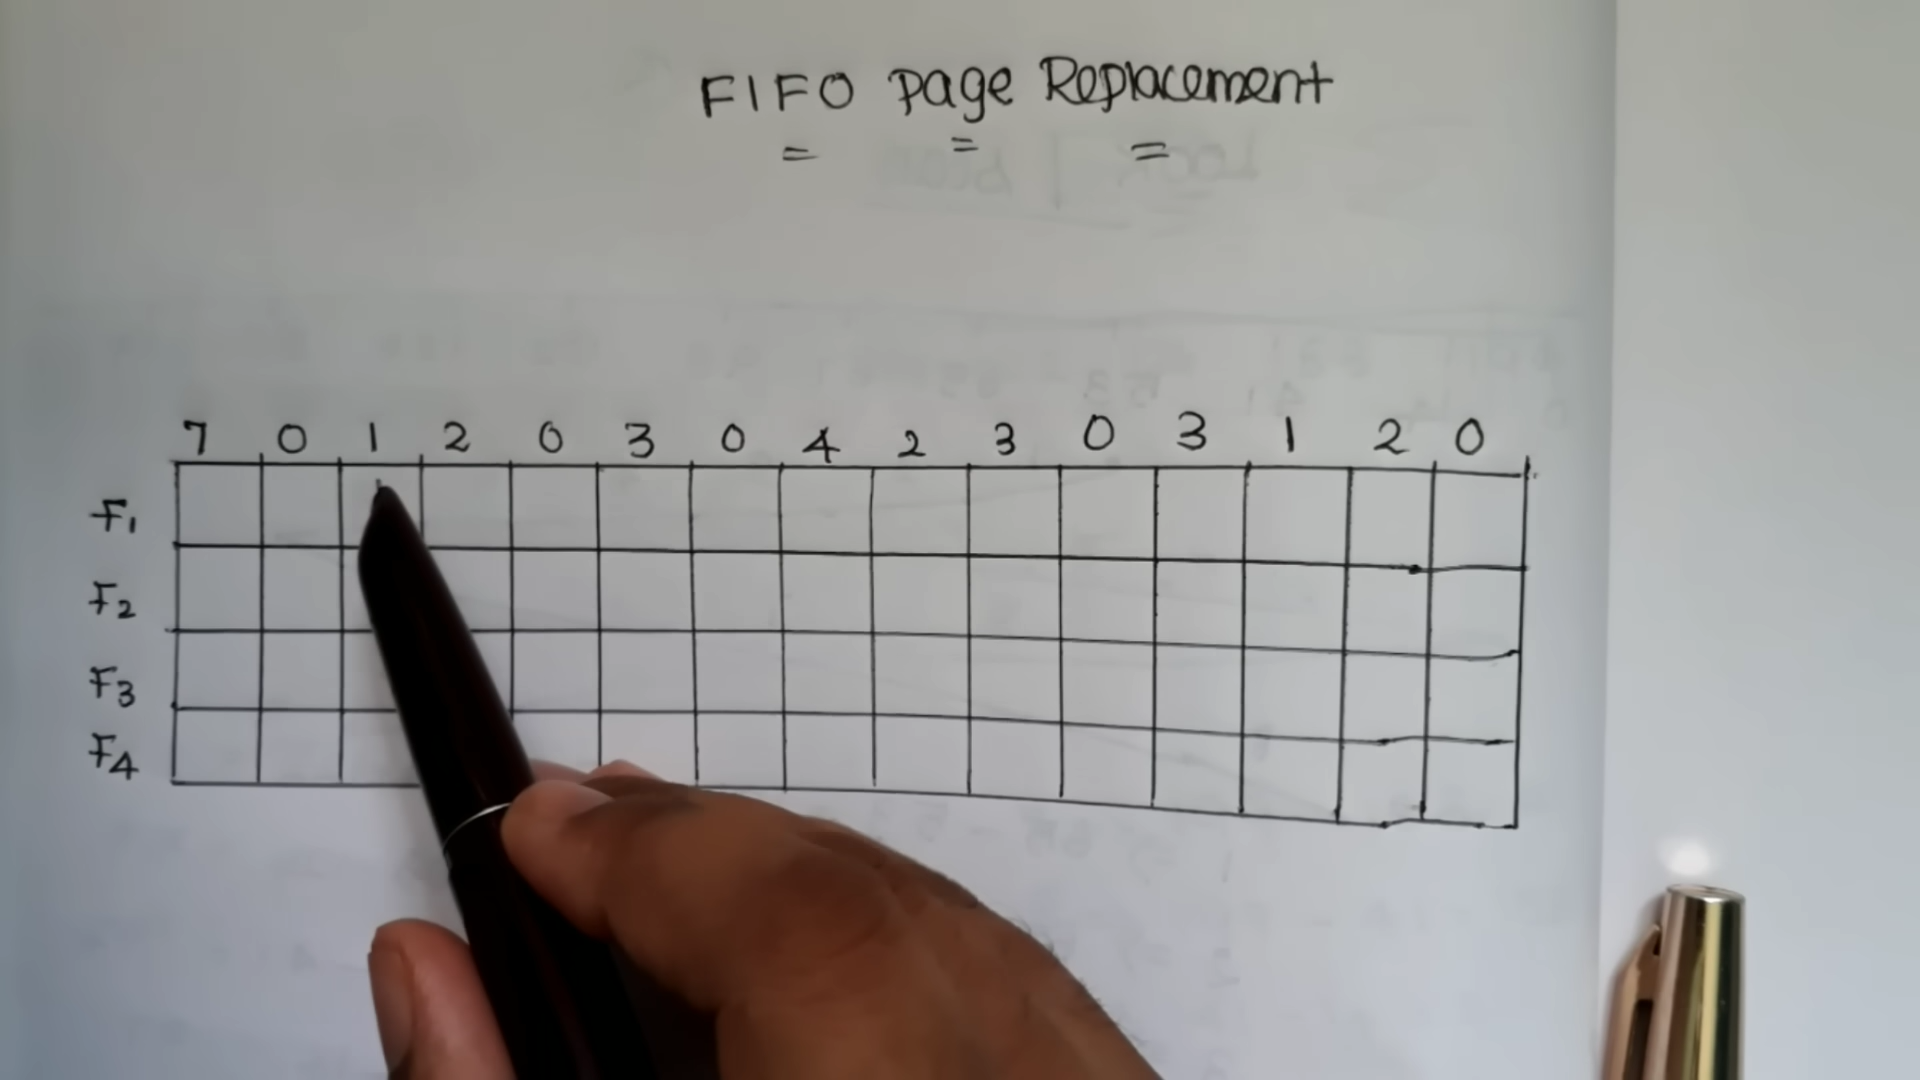 FIFO Page Replacement
7 0 1 2 0 3 0 4 2 3 0 3 1 2 0
F1
F2
F3
F4